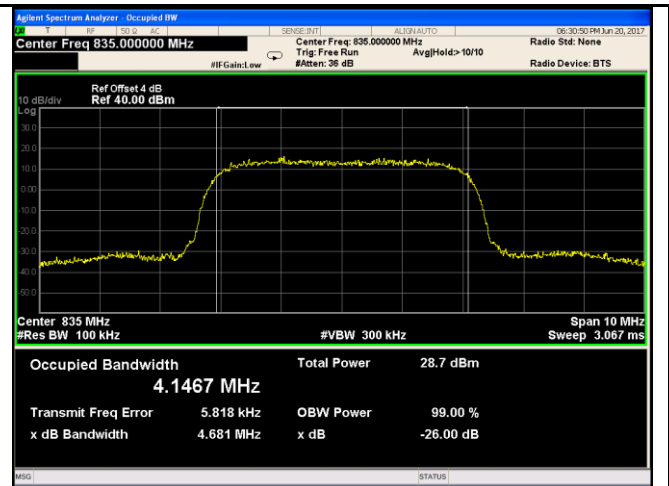 Agilent Spectrum Analyzer - Occupied BW
T RF 50 Ω AC SENSE:INT ALIGN AUTO 06:30:50 PM Jun 20, 2017
Center Freq 835.000000 MHz Center Freq: 835.000000 MHz Radio Std: None
Trig: Free Run Avg|Hold:> 10/10
#IFGain:Low #Atten: 36 dB Radio Device: BTS
Ref Offset 4 dB
10 dB/div Ref 40.00 dBm
Log
30.0
20.0
10.0
0.00
-10.0
-20.0
-30.0
-40.0
-50.0
Center 835 MHz Span 10 MHz
#Res BW 100 kHz #VBW 300 kHz Sweep 3.067 ms
Occupied Bandwidth Total Power 28.7 dBm
4.1467 MHz
Transmit Freq Error 5.818 kHz OBW Power 99.00 %
x dB Bandwidth 4.681 MHz x dB -26.00 dB
MSG STATUS